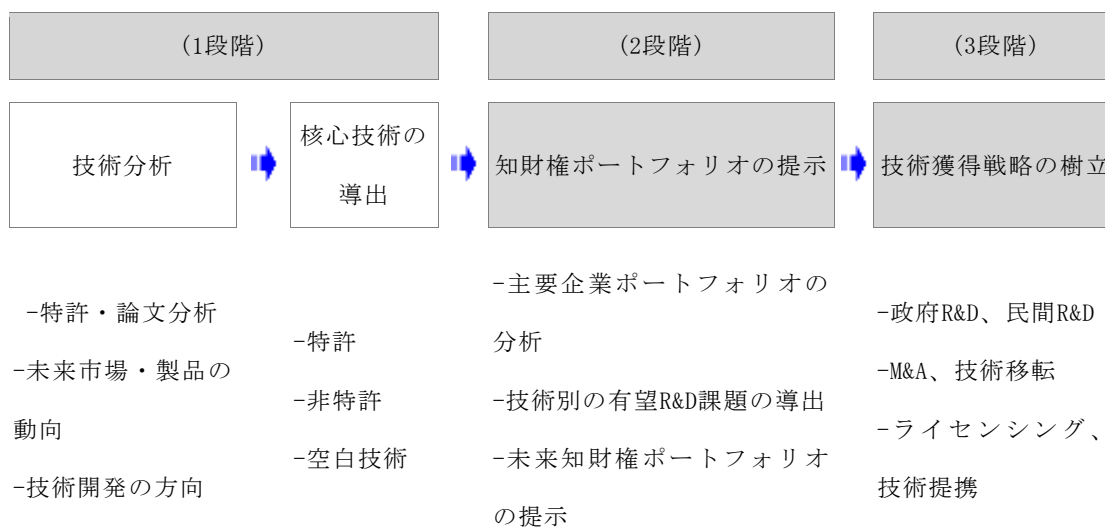 (1段階)
(2段階)
(3段階)
技術分析
核心技術の
導出
知財権ポートフォリオの提示
技術獲得戦略の樹立
-特許・論文分析
-未来市場・製品の
動向
-技術開発の方向
-特許
-非特許
-空白技術
-主要企業ポートフォリオの
分析
-技術別の有望R&D課題の導出
-未来知財権ポートフォリオ
の提示
-政府R&D、民間R&D
-M&A、技術移転
-ライセンシング、
技術提携